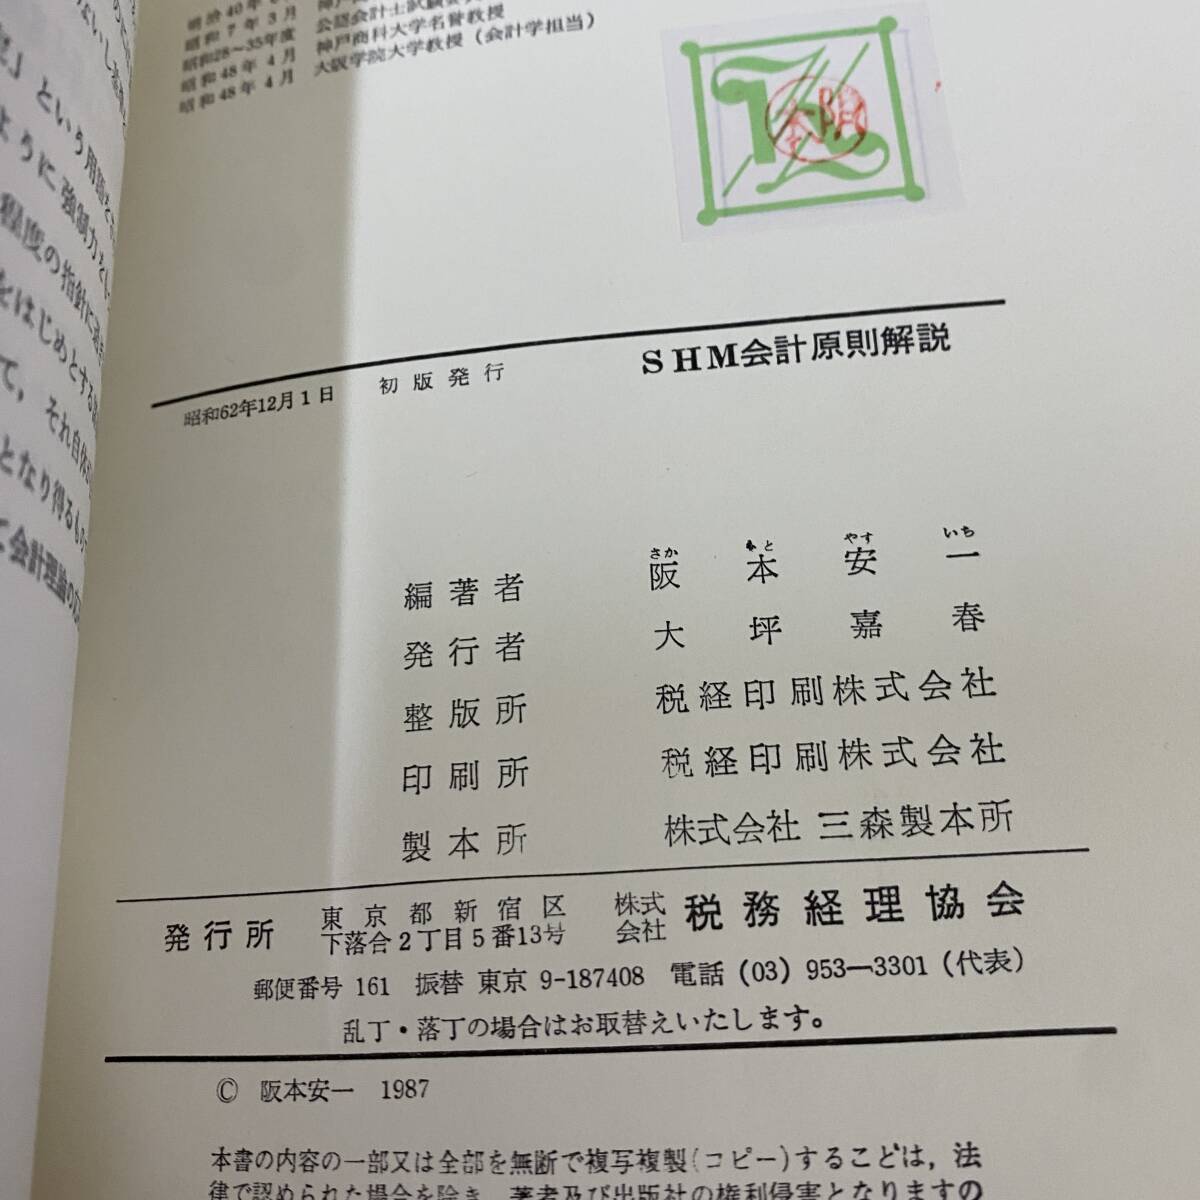 明治40年
昭和7年3月
昭和28~35年度 公認会計士試験委員
昭和48年4月 神戸商科大学名誉教授
昭和48年4月 大阪学院大学教授(会計学担当)
阪本
昭和62年12月1日 初版発行 SHM会計原則解説
さか もと やす いち
編著者 阪本安一
発行者 大坪嘉春
整版所 税経印刷株式会社
印刷所 税経印刷株式会社
製本所 株式会社 三森製本所
発行所 東京都新宿区下落合2丁目5番13号 株式会社 税務経理協会
郵便番号 161 振替 東京 9-187408 電話 (03) 953-3301 (代表)
乱丁・落丁の場合はお取替えいたします。
© 阪本安一 1987
本書の内容の一部又は全部を無断で複写複製(コピー)することは、法
律で認められた場合を除き、著者及び出版社の権利侵害となりますの
」という用語を
ように強制力を
程度の指針に
をはじめとする
て，それ自体
となり得るもの
会計理論の